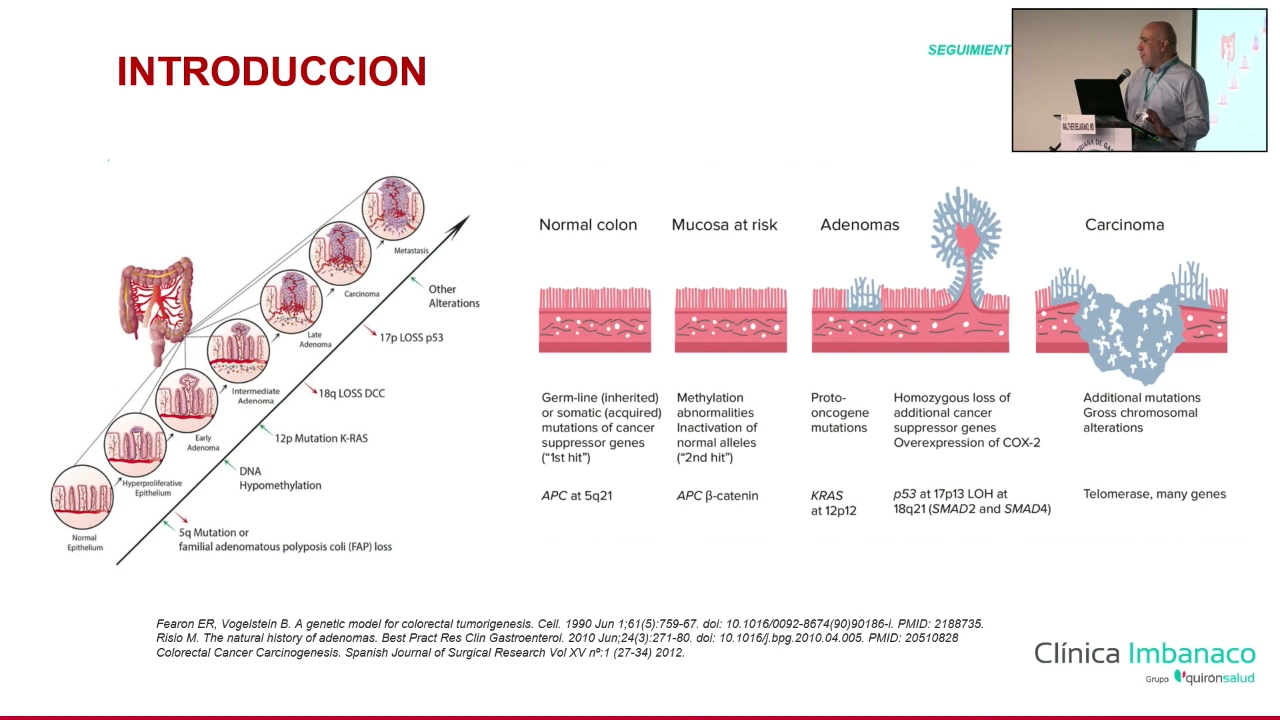 INTRODUCCION
SEGUIMIENT
WALTHER BEJARANO, MD
BIANA DE GAS
Metastasis
Carcinoma
Late
Adenoma
Intermediate
Adenoma
Early
Adenoma
Hyperproliferative
Epithelium
Normal
Epithelium
Other
Alterations
17p LOSS p53
18q LOSS DCC
12p Mutation K-RAS
DNA
Hypomethylation
5q Mutation or
familial adenomatous polyposis coli (FAP) loss
Normal colon
Mucosa at risk
Adenomas
Carcinoma
Germ-line (inherited)
or somatic (acquired)
mutations of cancer
suppressor genes
(“1st hit”)
Methylation
abnormalities
Inactivation of
normal alleles
(“2nd hit”)
Proto-
oncogene
mutations
Homozygous loss of
additional cancer
suppressor genes
Overexpression of COX-2
Additional mutations
Gross chromosomal
alterations
APC at 5q21
APC β-catenin
KRAS
at 12p12
p53 at 17p13 LOH at
18q21 (SMAD2 and SMAD4)
Telomerase, many genes
Fearon ER, Vogelstein B. A genetic model for colorectal tumorigenesis. Cell. 1990 Jun 1;61(5):759-67. doi: 10.1016/0092-8674(90)90186-i. PMID: 2188735.
Risio M. The natural history of adenomas. Best Pract Res Clin Gastroenterol. 2010 Jun;24(3):271-80. doi: 10.1016/j.bpg.2010.04.005. PMID: 20510828
Colorectal Cancer Carcinogenesis. Spanish Journal of Surgical Research Vol XV nº:1 (27-34) 2012.
Clínica Imbanaco
Grupo quirónsalud